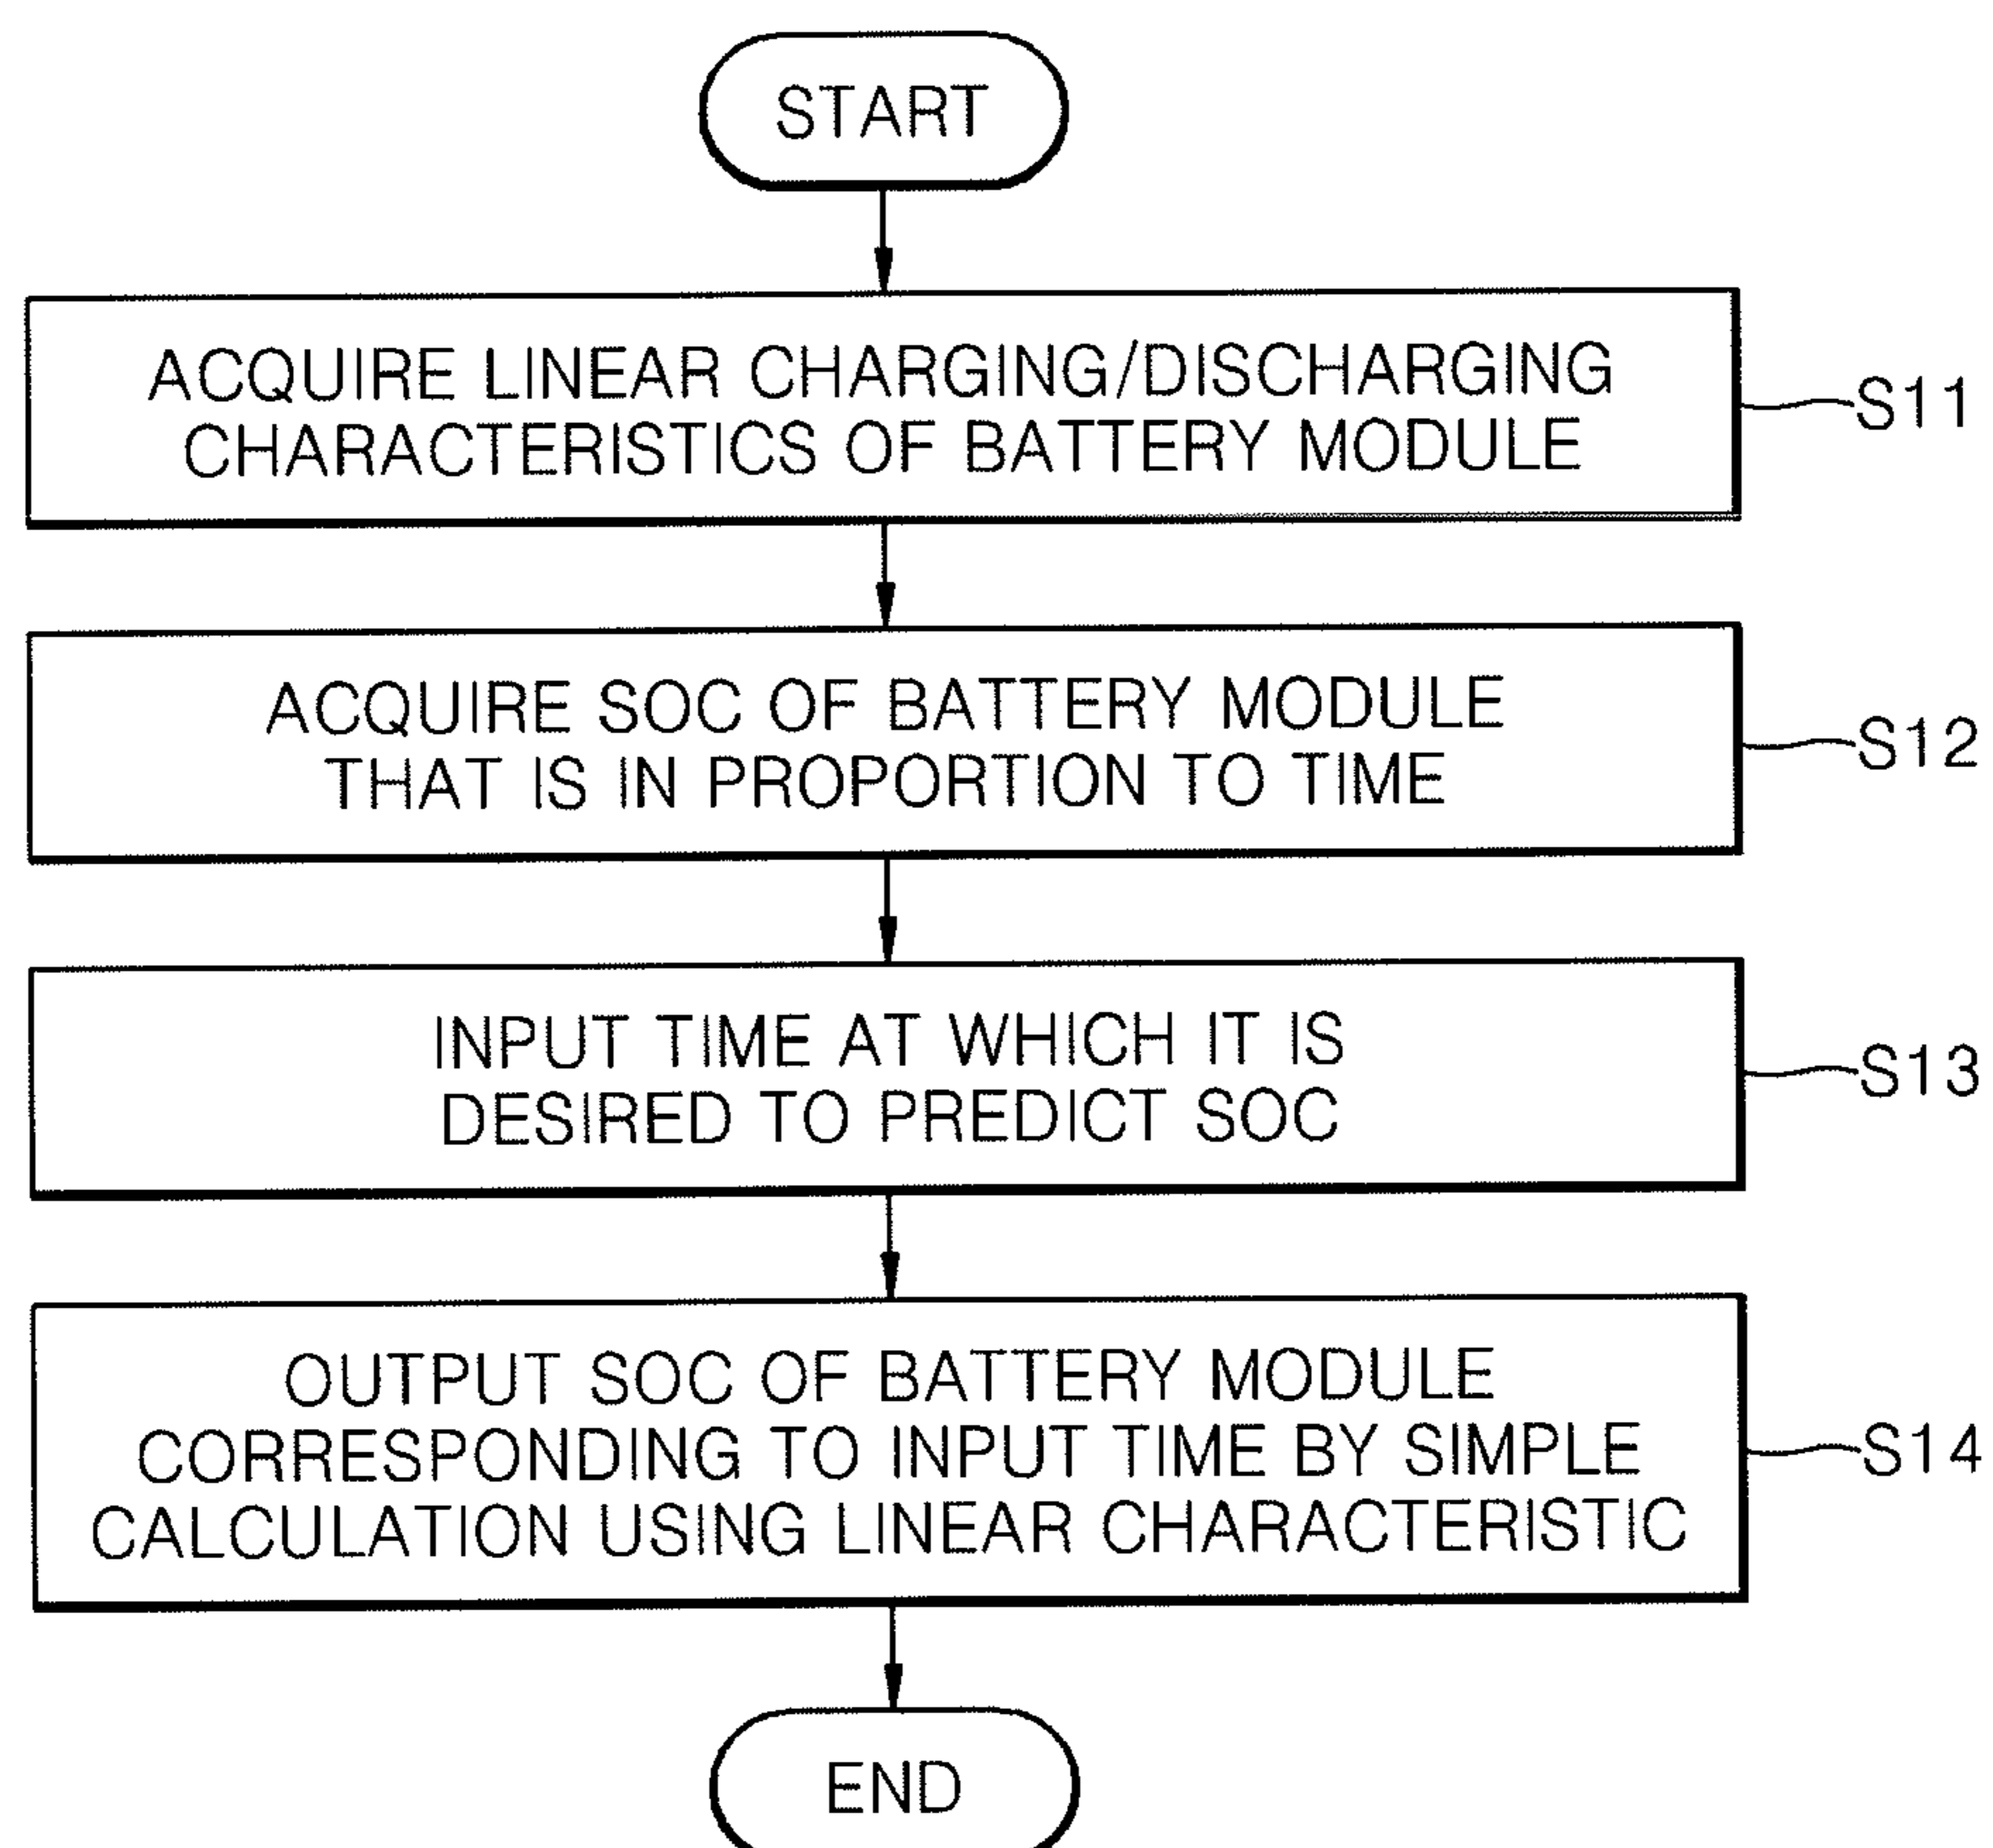 START
ACQUIRE LINEAR CHARGING/DISCHARGING
CHARACTERISTICS OF BATTERY MODULE
S11
ACQUIRE SOC OF BATTERY MODULE
THAT IS IN PROPORTION TO TIME
S12
INPUT TIME AT WHICH IT IS
DESIRED TO PREDICT SOC
S13
OUTPUT SOC OF BATTERY MODULE
CORRESPONDING TO INPUT TIME BY SIMPLE
CALCULATION USING LINEAR CHARACTERISTIC
S14
END